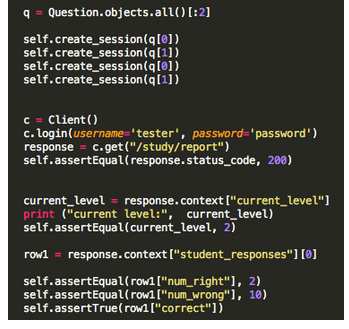 q = Question.objects.all()[:2]
self.create_session(q[0])
self.create_session(q[1])
self.create_session(q[0])
self.create_session(q[1])
c = Client()
c.login(username='tester', password='password')
response = c.get("/study/report")
self.assertEqual(response.status_code, 200)
current_level = response.context["current_level"]
print ("current level:",  current_level)
self.assertEqual(current_level, 2)
row1 = response.context["student_responses"][0]
self.assertEqual(row1["num_right"], 2)
self.assertEqual(row1["num_wrong"], 10)
self.assertTrue(row1["correct"])